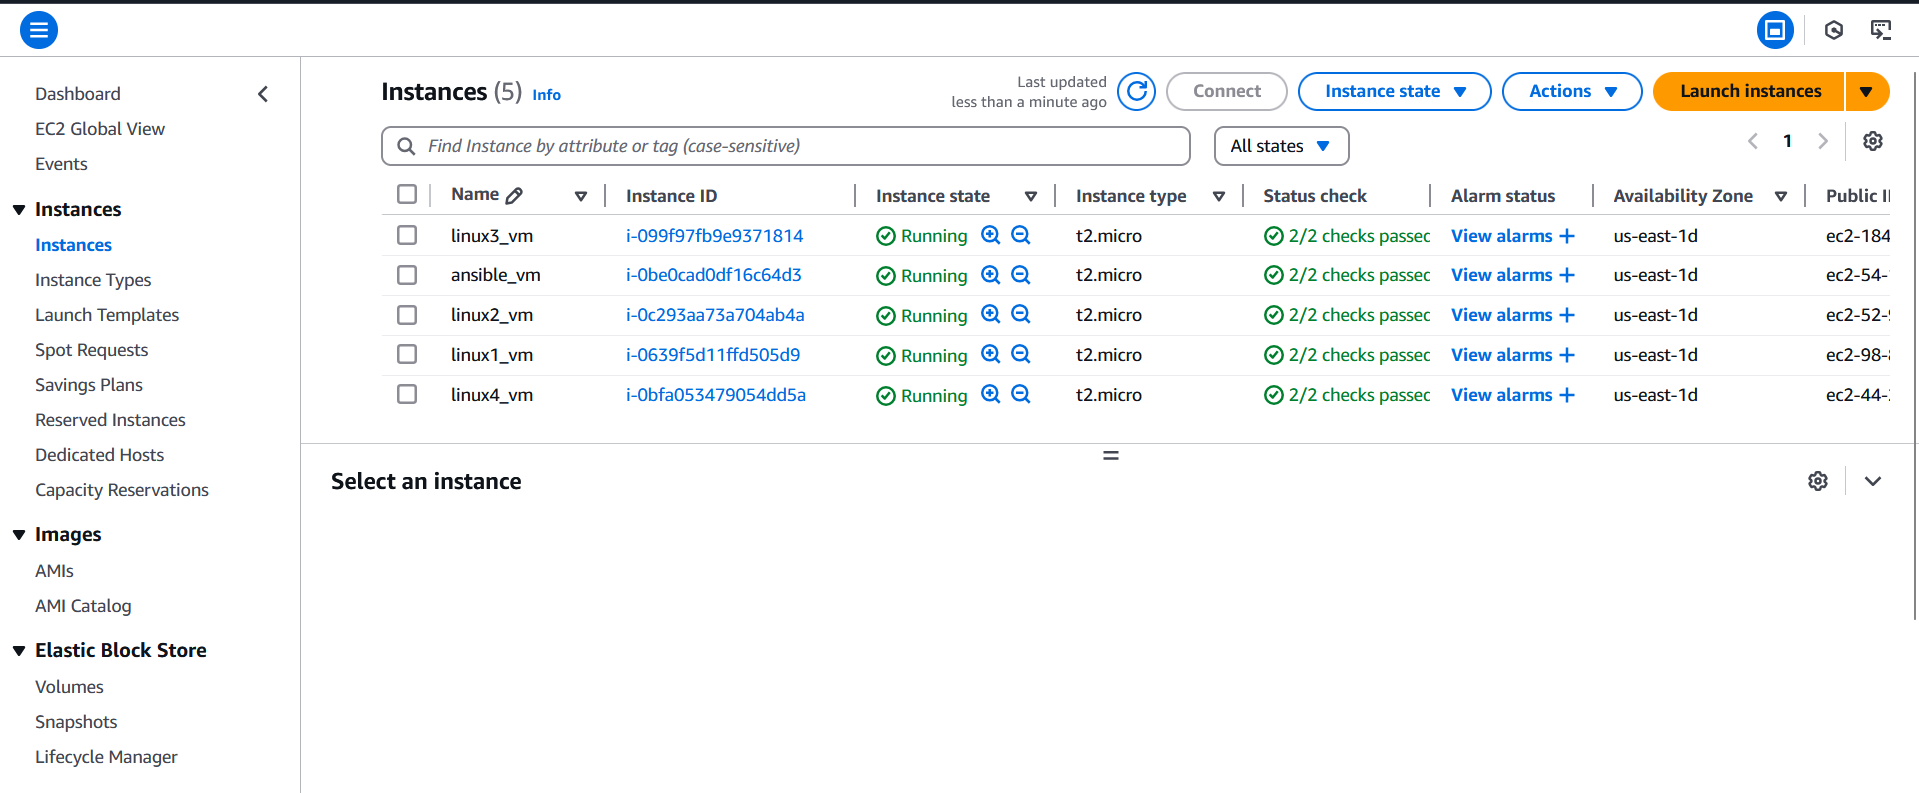 Dashboard
EC2 Global View
Events
Instances
Instances
Instance Types
Launch Templates
Spot Requests
Savings Plans
Reserved Instances
Dedicated Hosts
Capacity Reservations
Images
AMIs
AMI Catalog
Elastic Block Store
Volumes
Snapshots
Lifecycle Manager
Instances (5) Info
Last updated
less than a minute ago
Connect
Instance state
Actions
Launch instances
Find Instance by attribute or tag (case-sensitive)
All states
1
Name Instance ID Instance state Instance type Status check Alarm status Availability Zone Public
linux3_vm i-099f97fb9e9371814 Running t2.micro 2/2 checks passed View alarms + us-east-1d ec2-184
ansible_vm i-0be0cad0df16c64d3 Running t2.micro 2/2 checks passed View alarms + us-east-1d ec2-54-
linux2_vm i-0c293aa73a704ab4a Running t2.micro 2/2 checks passed View alarms + us-east-1d ec2-52-
linux1_vm i-0639f5d11ffd505d9 Running t2.micro 2/2 checks passed View alarms + us-east-1d ec2-98-
linux4_vm i-0bfa053479054dd5a Running t2.micro 2/2 checks passed View alarms + us-east-1d ec2-44-
Select an instance